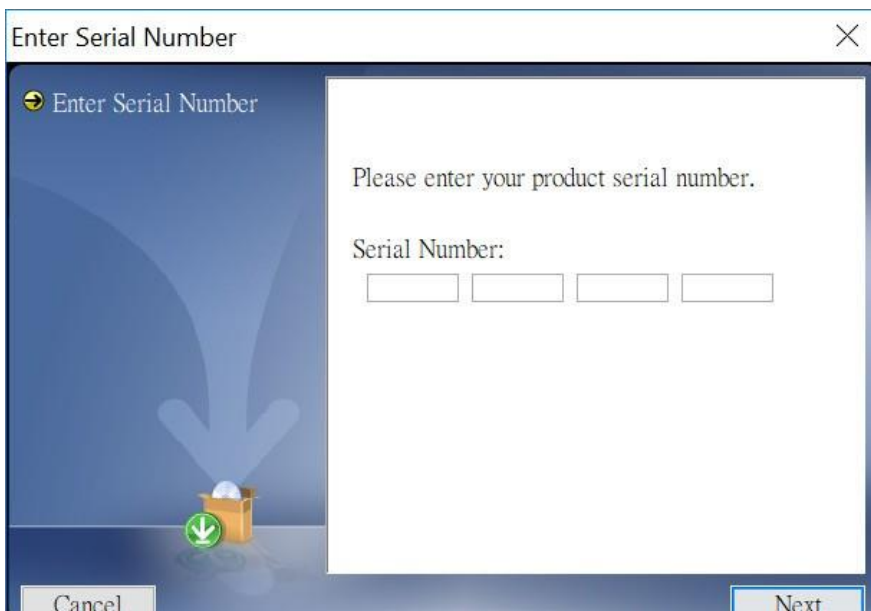 Enter Serial Number
Enter Serial Number
Please enter your product serial number.
Serial Number:
Cancel
Next